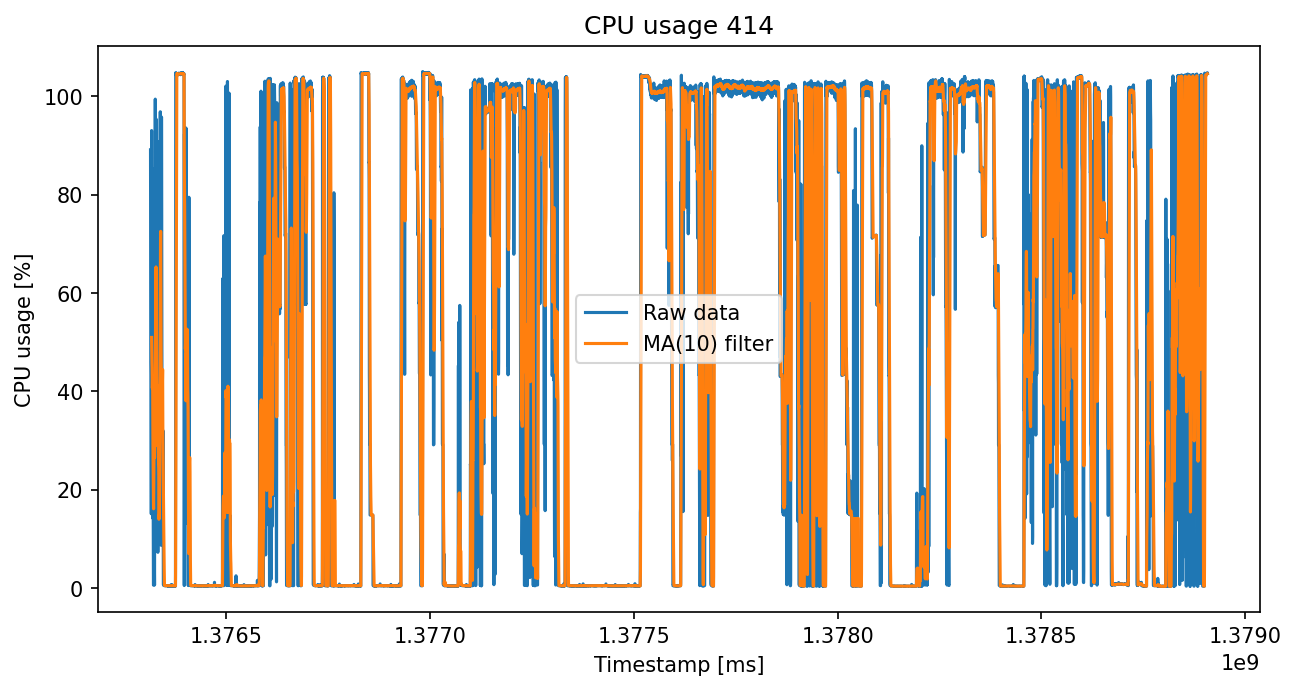 CPU usage 414
CPU usage [%]
100
80
60
40
20
0
Raw data
MA(10) filter
1.3765 1.3770 1.3775 1.3780 1.3785 1.3790
1e9
Timestamp [ms]